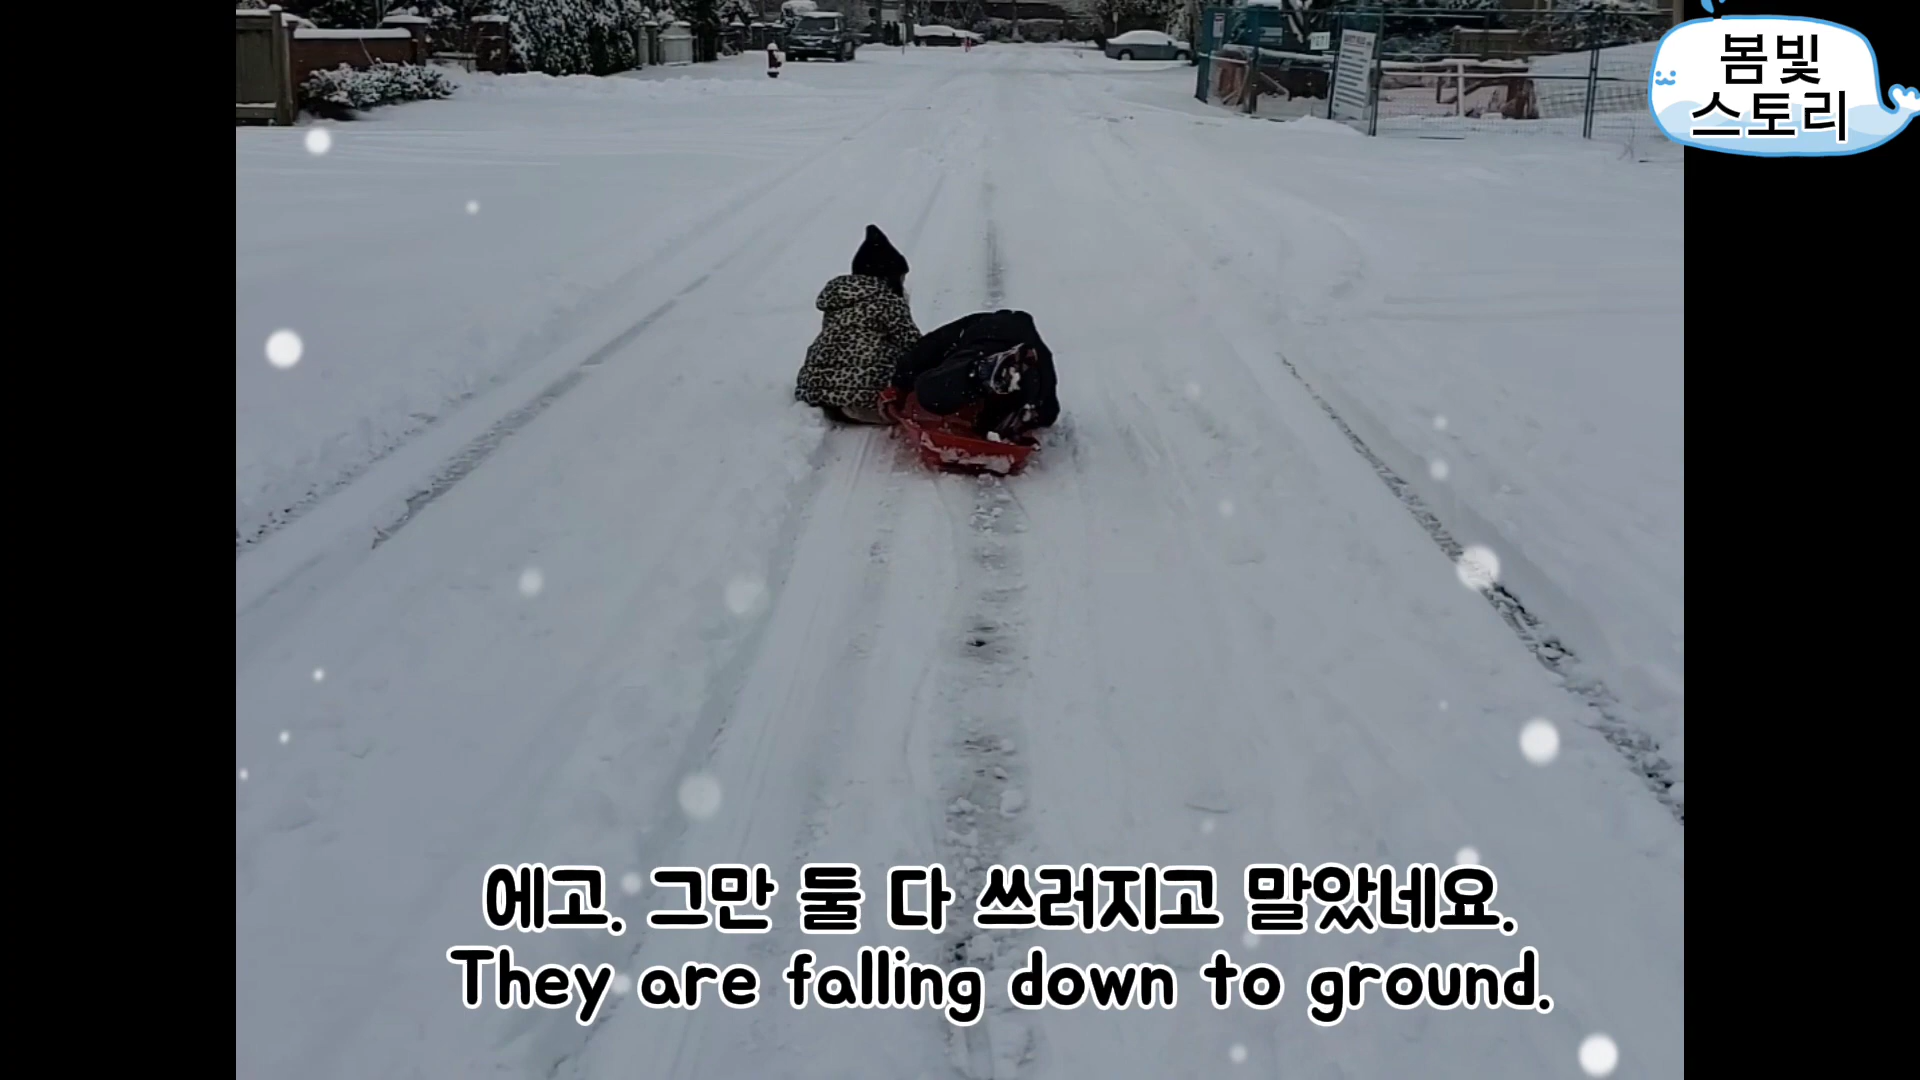 봄빛
스토리
에고. 그만 둘 다 쓰러지고 말았네요.
They are falling down to ground.